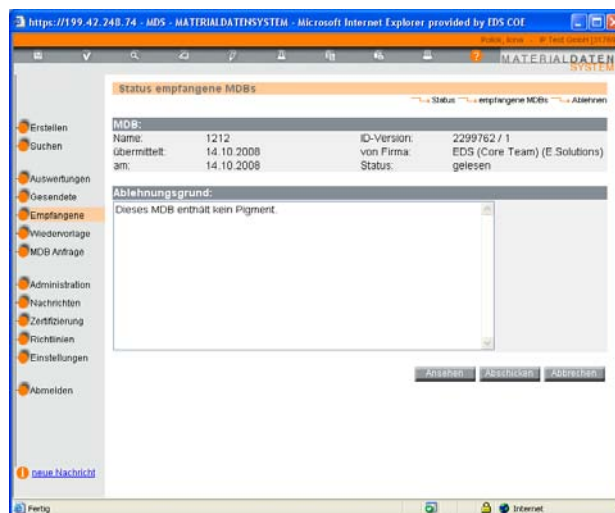 https://199.42.248.74 - MDS - MATERIALDATENSYSTEM - Microsoft Internet Explorer provided by EDS COE
MATERIALDATEN
SYSTEM
Status empfangene MDBs
Status empfangene MDBs Ablehnen
Erstellen
Suchen
Auswertungen
Gesendete
Empfangene
Wiedervorlage
MDB Anfrage
Administration
Nachrichten
Zertifizierung
Richtlinien
Einstellungen
Abmelden
neue Nachricht
MDB:
Name: 1212 ID-Version: 2299762 / 1
übermittelt: 14.10.2008 von Firma: EDS (Core Team) (E.Solutions)
am: 14.10.2008 Status: gelesen
Ablehnungsgrund:
Dieses MDB enthält kein Pigment.
Ansehen Abschicken Abbrechen
Fertig Internet